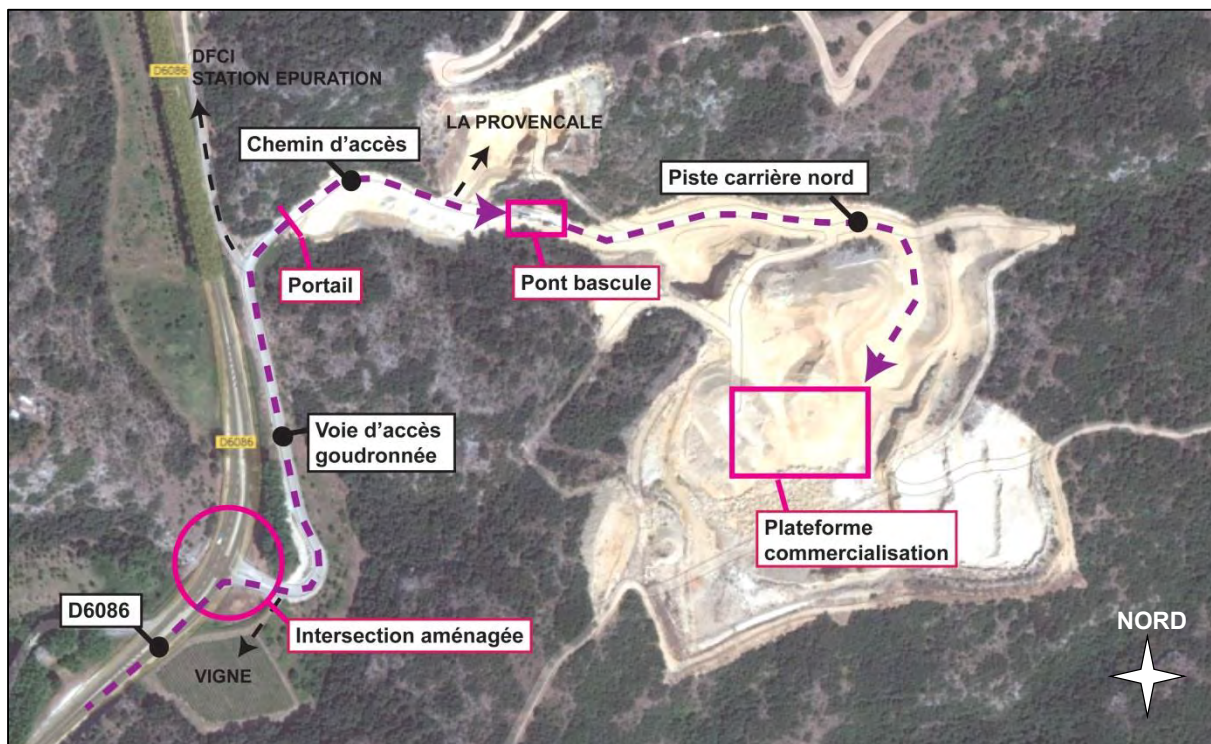 D6086
DFCI
STATION EPURATION
LA PROVENCALE
Chemin d'accès
Piste carrière nord
Portail
Pont bascule
D6086
Voie d'accès
goudronnée
Plateforme
commercialisation
D6086
Intersection aménagée
NORD
VIGNE